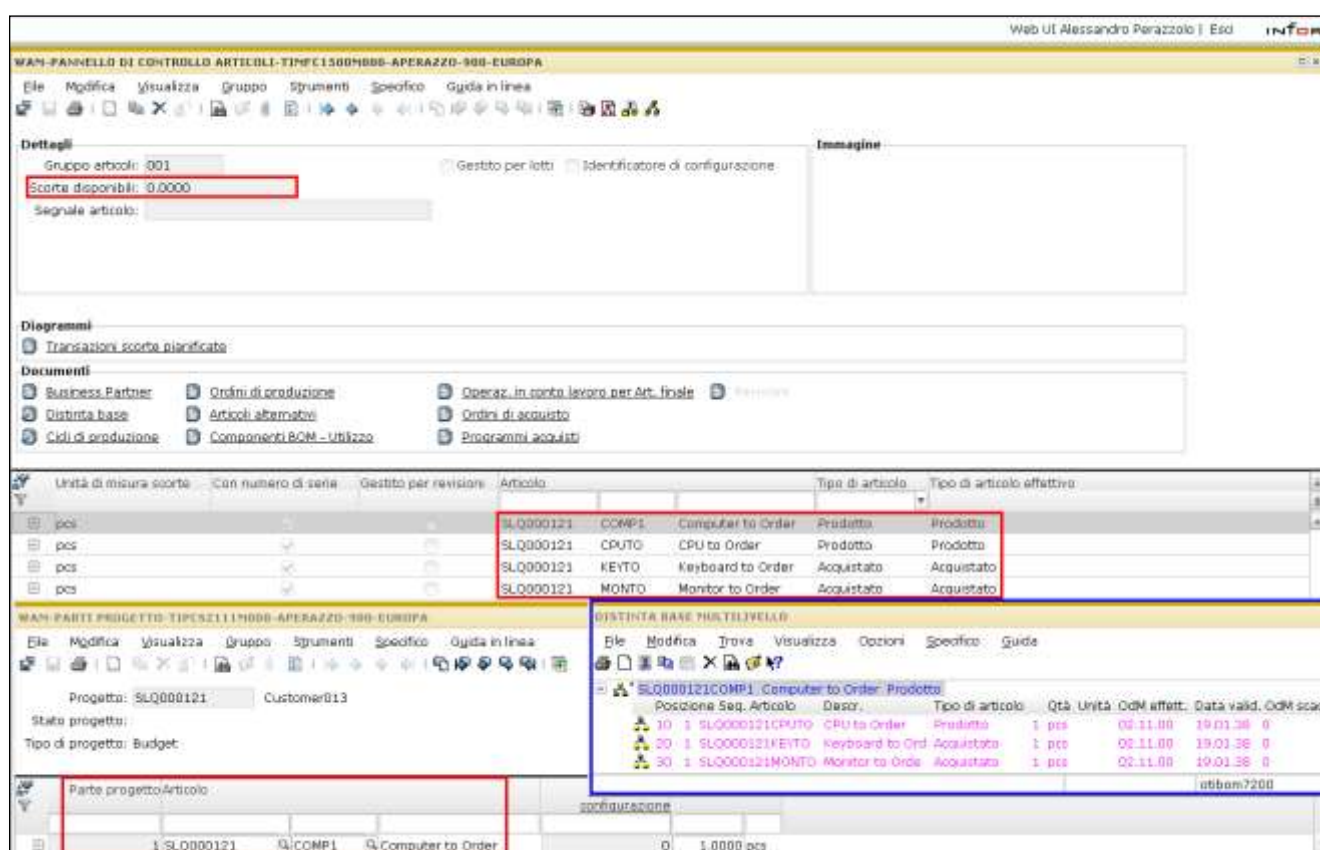 Web UI Alessandro Perazzolo | Esci infor
WAN-PANNELLO DI CONTROLLO ARTICOLI-TIMFC1500M000-APERAZZO-900-EUROPA
File Modifica Visualizza Gruppo Strumenti Specifico Guida in linea
Dettagli
Immagine
Gruppo articoli: 001
Gestito per lotti Identificatore di configurazione
Scorte disponibili: 0.0000
Segnale articolo:
Diagrammi
Transazioni scorte pianificate
Documenti
Business Partner Ordini di produzione Operaz. in conto lavoro per Art. finale
Distinta base Articoli alternativi Ordini di acquisto
Cicli di produzione Componenti BOM - Utilizzo Programmi acquisti
Unità di misura scorte Con numero di serie Gestito per revisioni Articolo Tipo di articolo Tipo di articolo effettivo
pcs SLQ000121 COMP1 Computer to Order Prodotto Prodotto
pcs SLQ000121 CPUTO CPU to Order Prodotto Prodotto
pcs SLQ000121 KEYTO Keyboard to Order Acquistato Acquistato
pcs SLQ000121 MONTO Monitor to Order Acquistato Acquistato
WAN-PARTI PROGETTO-TIPCS2111M000-APERAZZO-900-EUROPA
File Modifica Visualizza Gruppo Strumenti Specifico Guida in linea
Progetto: SLQ000121 Customer013
Stato progetto:
Tipo di progetto: Budget
Parte progetto Articolo
configurazione
1 SLQ000121 COMP1 Computer to Order 0 1.0000 pcs
DISTINTA BASE MULTILIVELLO
File Modifica Trova Visualizza Opzioni Specifico Guida
SLQ000121COMP1 Computer to Order Prodotto
Posizione Seq. Articolo Descr. Tipo di articolo Qtà Unità OdM effett. Data valid. OdM scad
10 1 SLQ000121CPUTO CPU to Order Prodotto 1 pcs 02.11.00 19.01.38 0
20 1 SLQ000121KEYTO Keyboard to Ord Acquistato 1 pcs 02.11.00 19.01.38 0
30 1 SLQ000121MONTO Monitor to Orde Acquistato 1 pcs 02.11.00 19.01.38 0
otibom7200